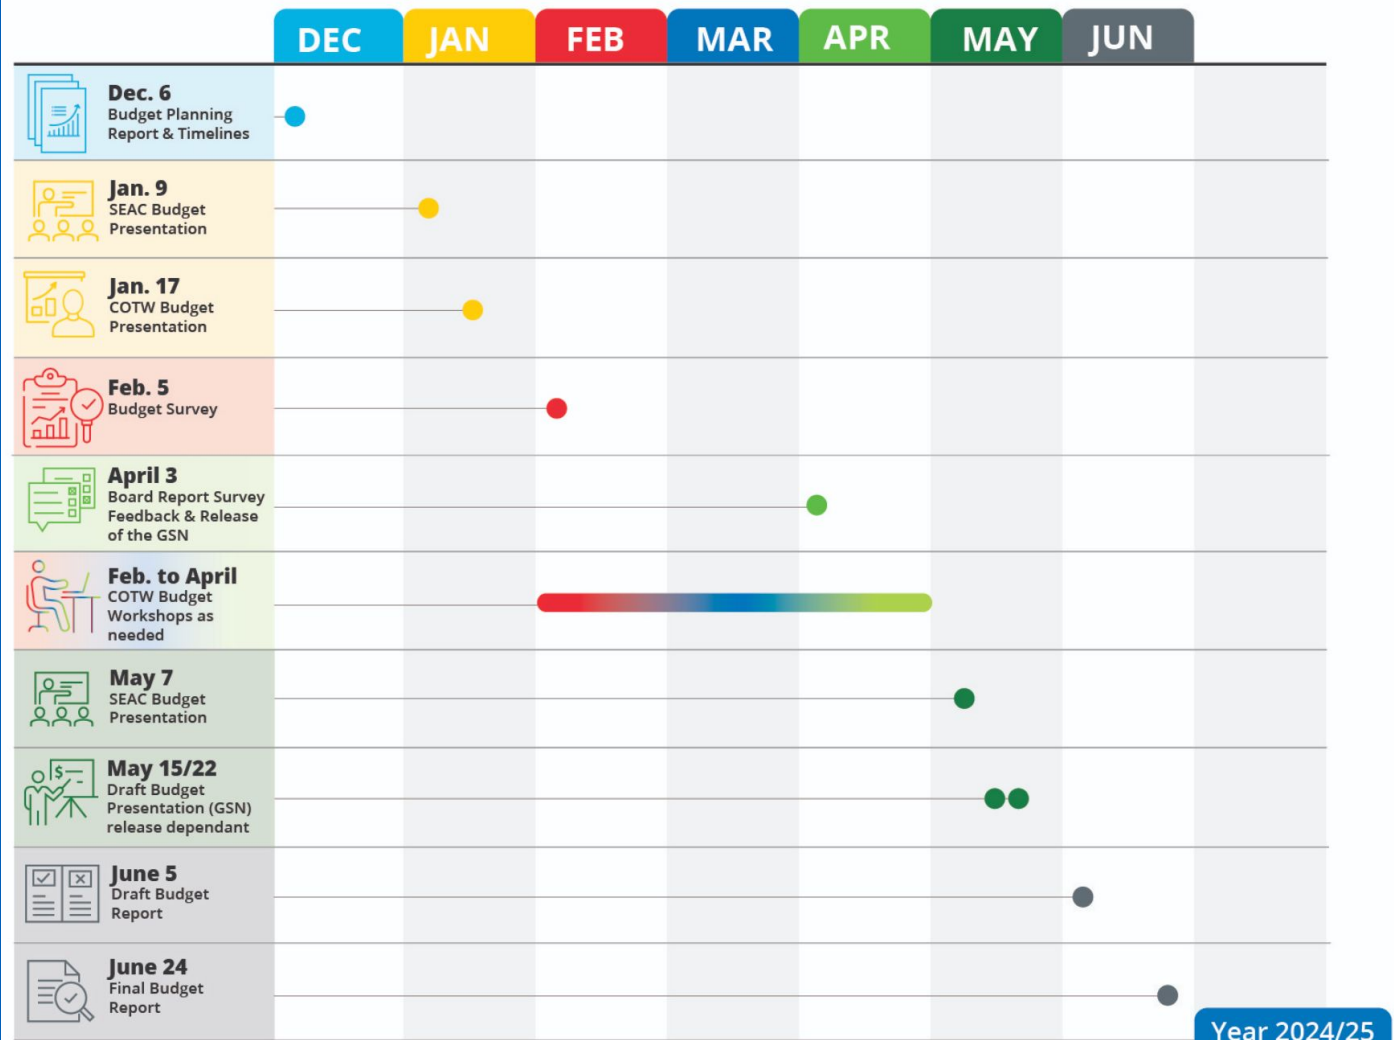 DEC JAN FEB MAR APR MAY JUN
Dec. 6
Budget Planning
Report & Timelines
Jan. 9
SEAC Budget
Presentation
Jan. 17
COTW Budget
Presentation
Feb. 5
Budget Survey
April 3
Board Report Survey
Feedback & Release
of the GSN
Feb. to April
COTW Budget
Workshops as
needed
May 7
SEAC Budget
Presentation
May 15/22
$
Draft Budget
Presentation (GSN)
release dependant
June 5
Draft Budget
Report
June 24
Final Budget
Report
Year 2024/25